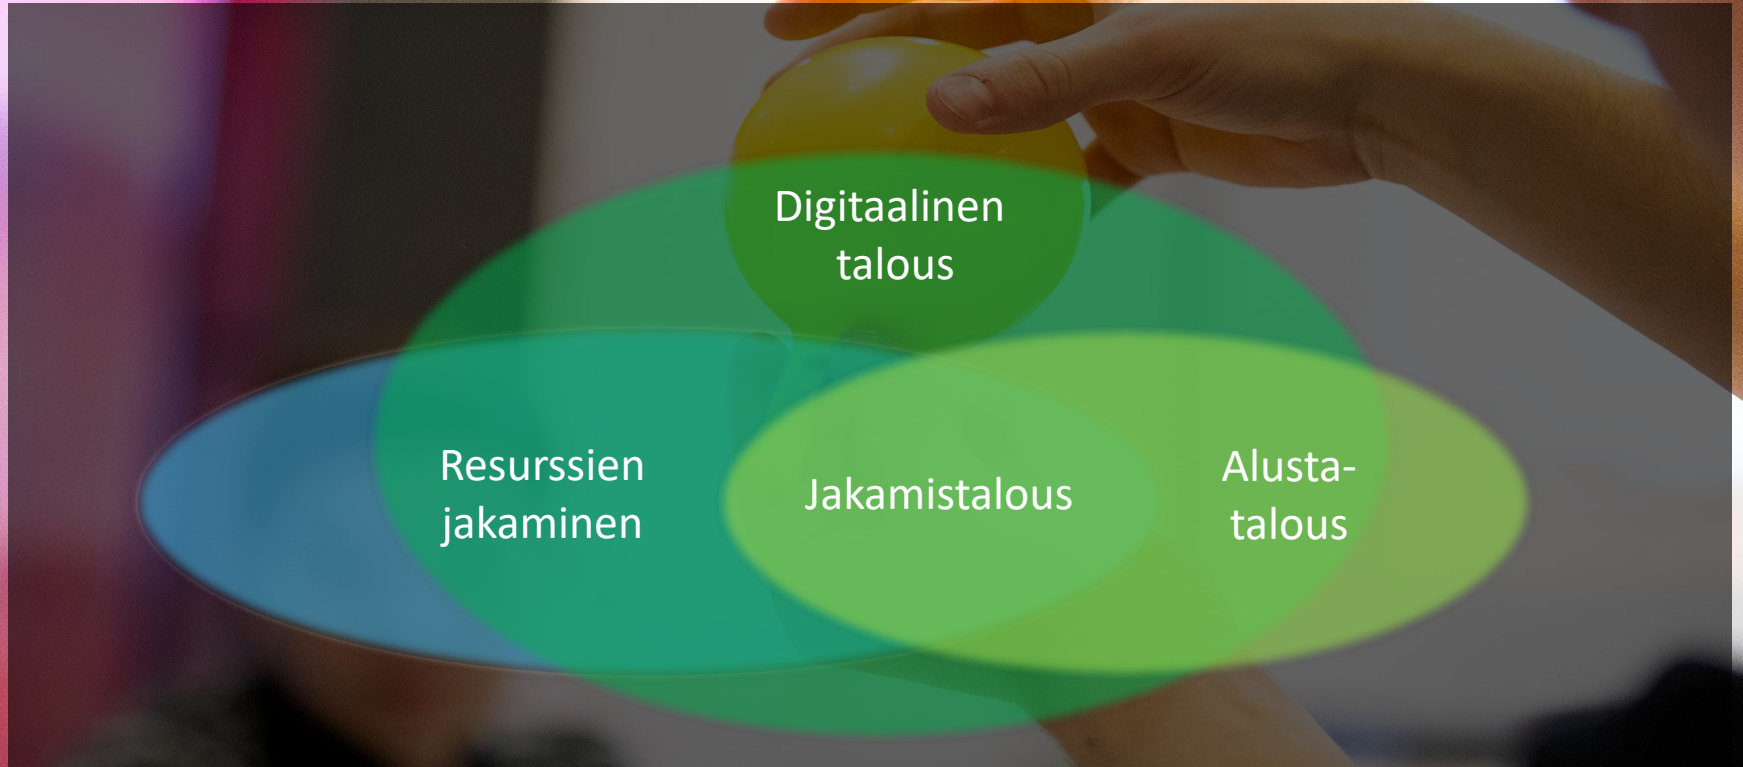 Digitaalinen
talous
Resurssien
jakaminen
Jakamistalous
Alusta-
talous